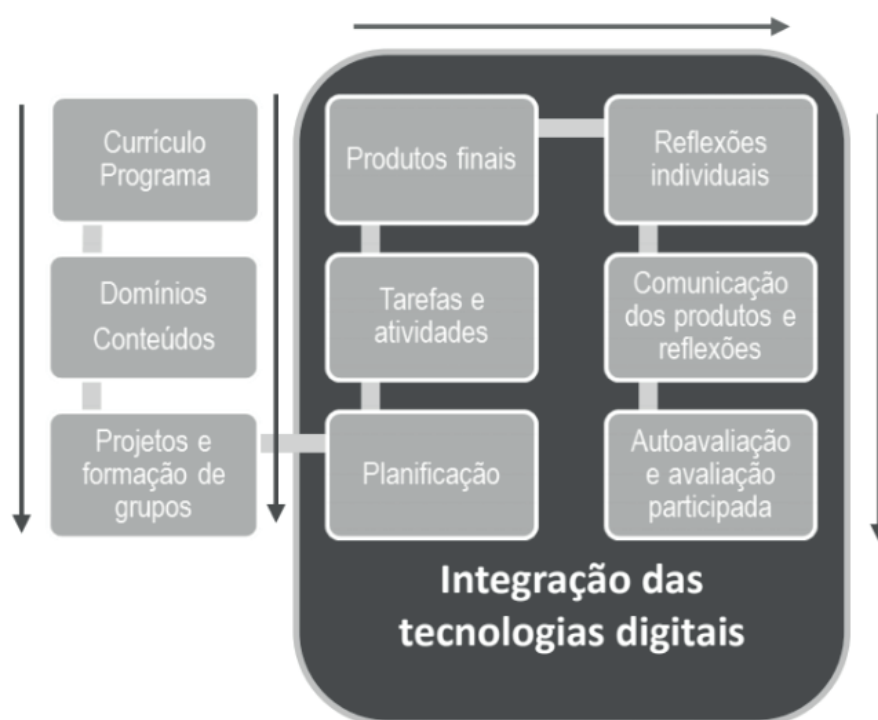 Currículo
Programa
Domínios
Conteúdos
Projetos e
formação de
grupos
Produtos finais
Tarefas e
atividades
Planificação
Reflexões
individuais
Comunicação
dos produtos e
reflexões
Autoavaliação
e avaliação
participada
Integração das
tecnologias digitais